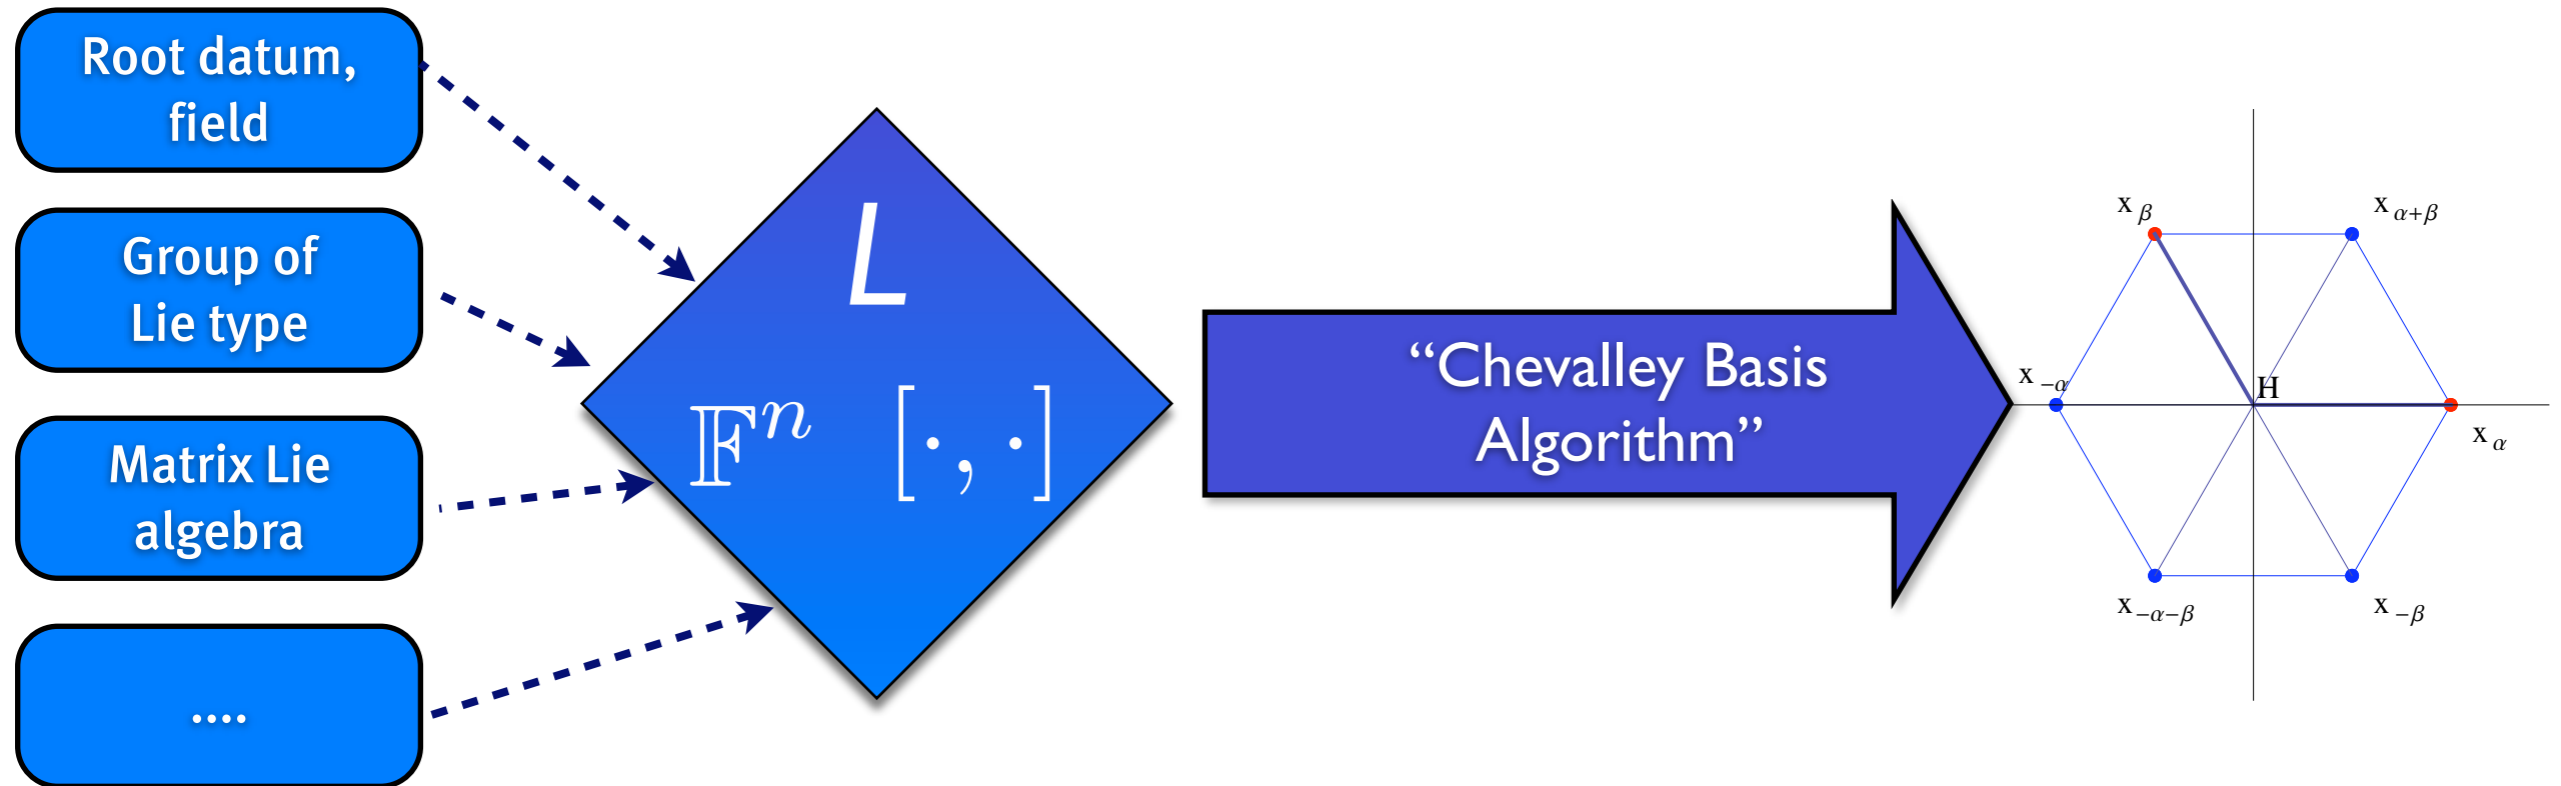 Root datum,
field
Group of
Lie type
Matrix Lie
algebra
....
L
𝔽ⁿ [·,·]
“Chevalley Basis
Algorithm”
x β
x α+β
x −α
H
x α
x −α−β
x −β